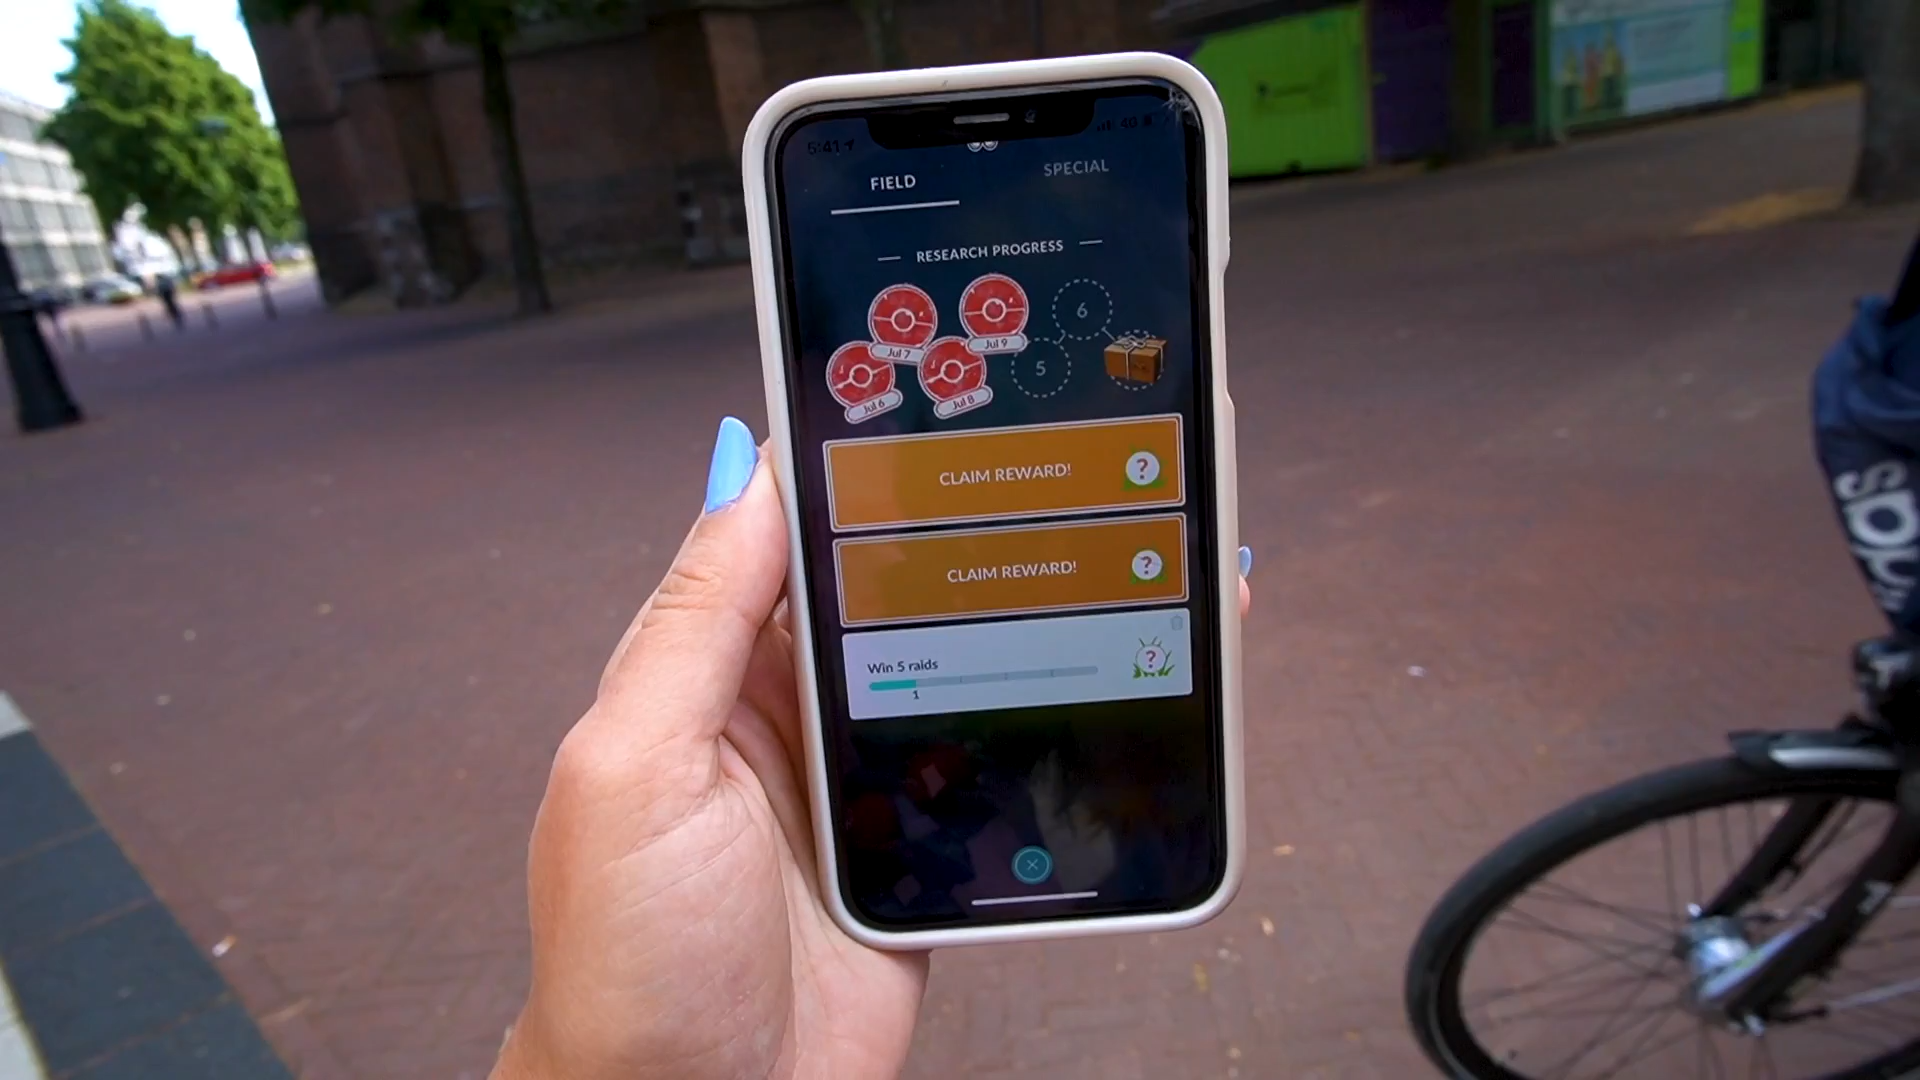 5:41
4G
FIELD
SPECIAL
RESEARCH PROGRESS
6
Jul 7
Jul 9
5
Jul 6
Jul 8
CLAIM REWARD!
?
CLAIM REWARD!
?
Win 5 raids
?
1